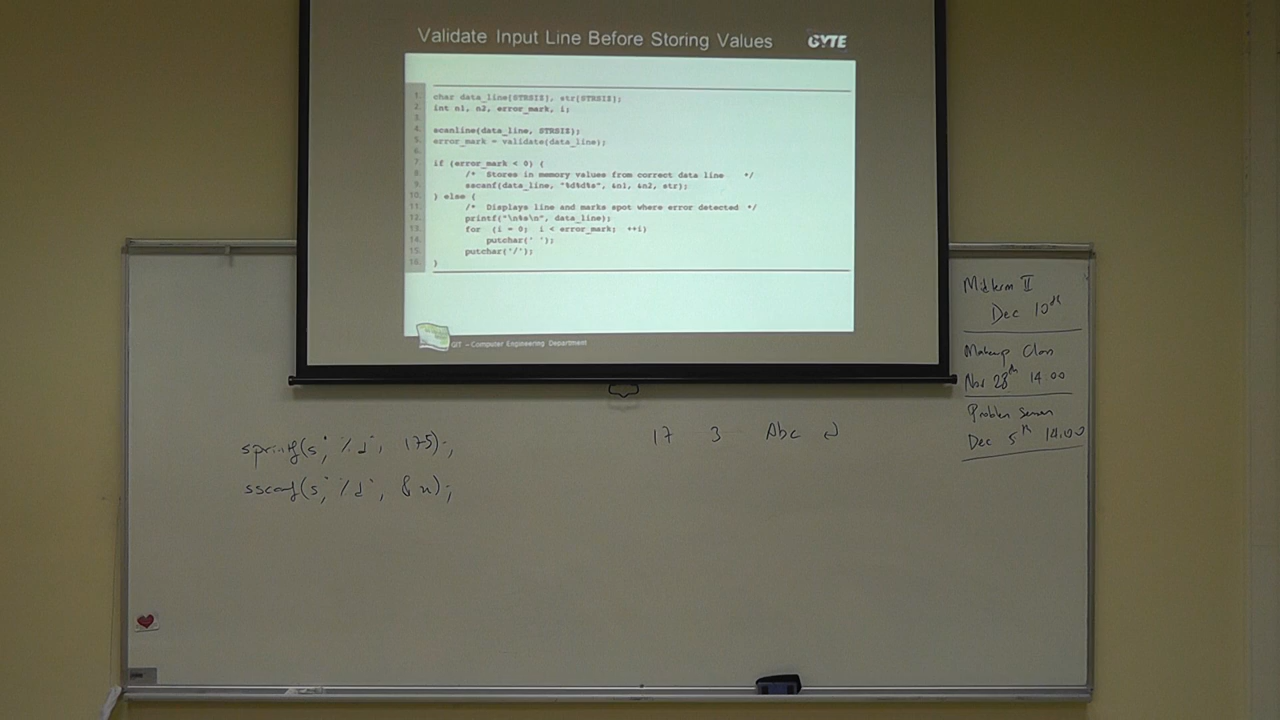 Validate Input Line Before Storing Values
GYTE
1. char data_line[STRSIZ], str[STRSIZ];
2. int n1, n2, error_mark, i;
3.
4. scanline(data_line, STRSIZ);
5. error_mark = validate(data_line);
6.
7. if (error_mark < 0) {
8. /* Stores in memory values from correct data line */
9. sscanf(data_line, "%d%d%s", &n1, &n2, str);
10. } else {
11. /* Displays line and marks spot where error detected */
12. printf("\n%s\n", data_line);
13. for (i = 0; i < error_mark; ++i)
14. putchar(' ');
15. putchar('/');
16. }
GIT – Computer Engineering Department
sprintf(s, "%d", 175);
sscanf(s, "%d", &n);
17 3 Abc ↵
Midterm II
Dec 10th
Makeup Class
Nov 28th 14:00
Problem
Dec 5th 14:00